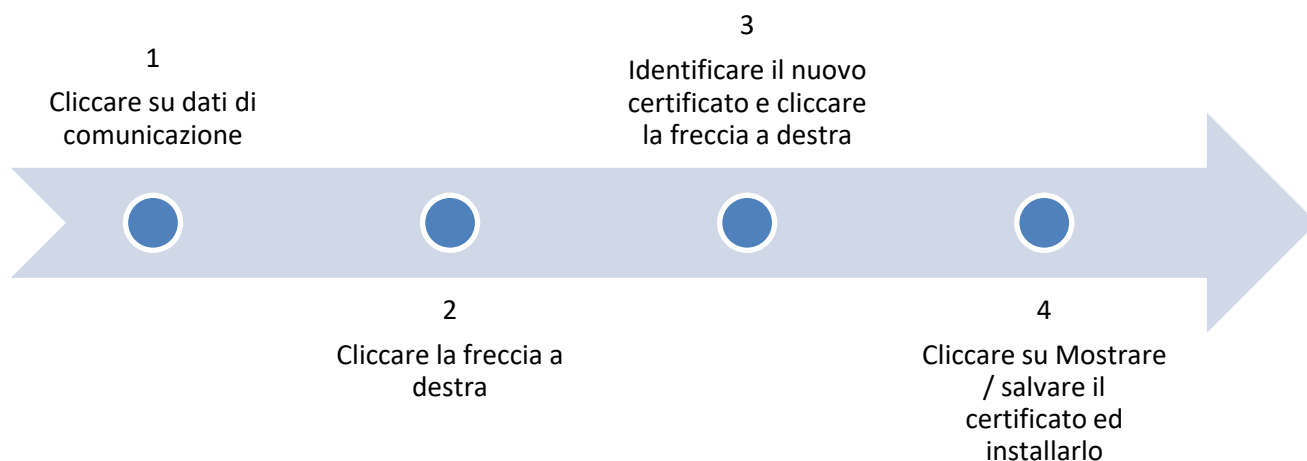 1
Cliccare su dati di
comunicazione
2
Cliccare la freccia a
destra
3
Identificare il nuovo
certificato e cliccare
la freccia a destra
4
Cliccare su Mostrare
/ salvare il
certificato ed
installarlo